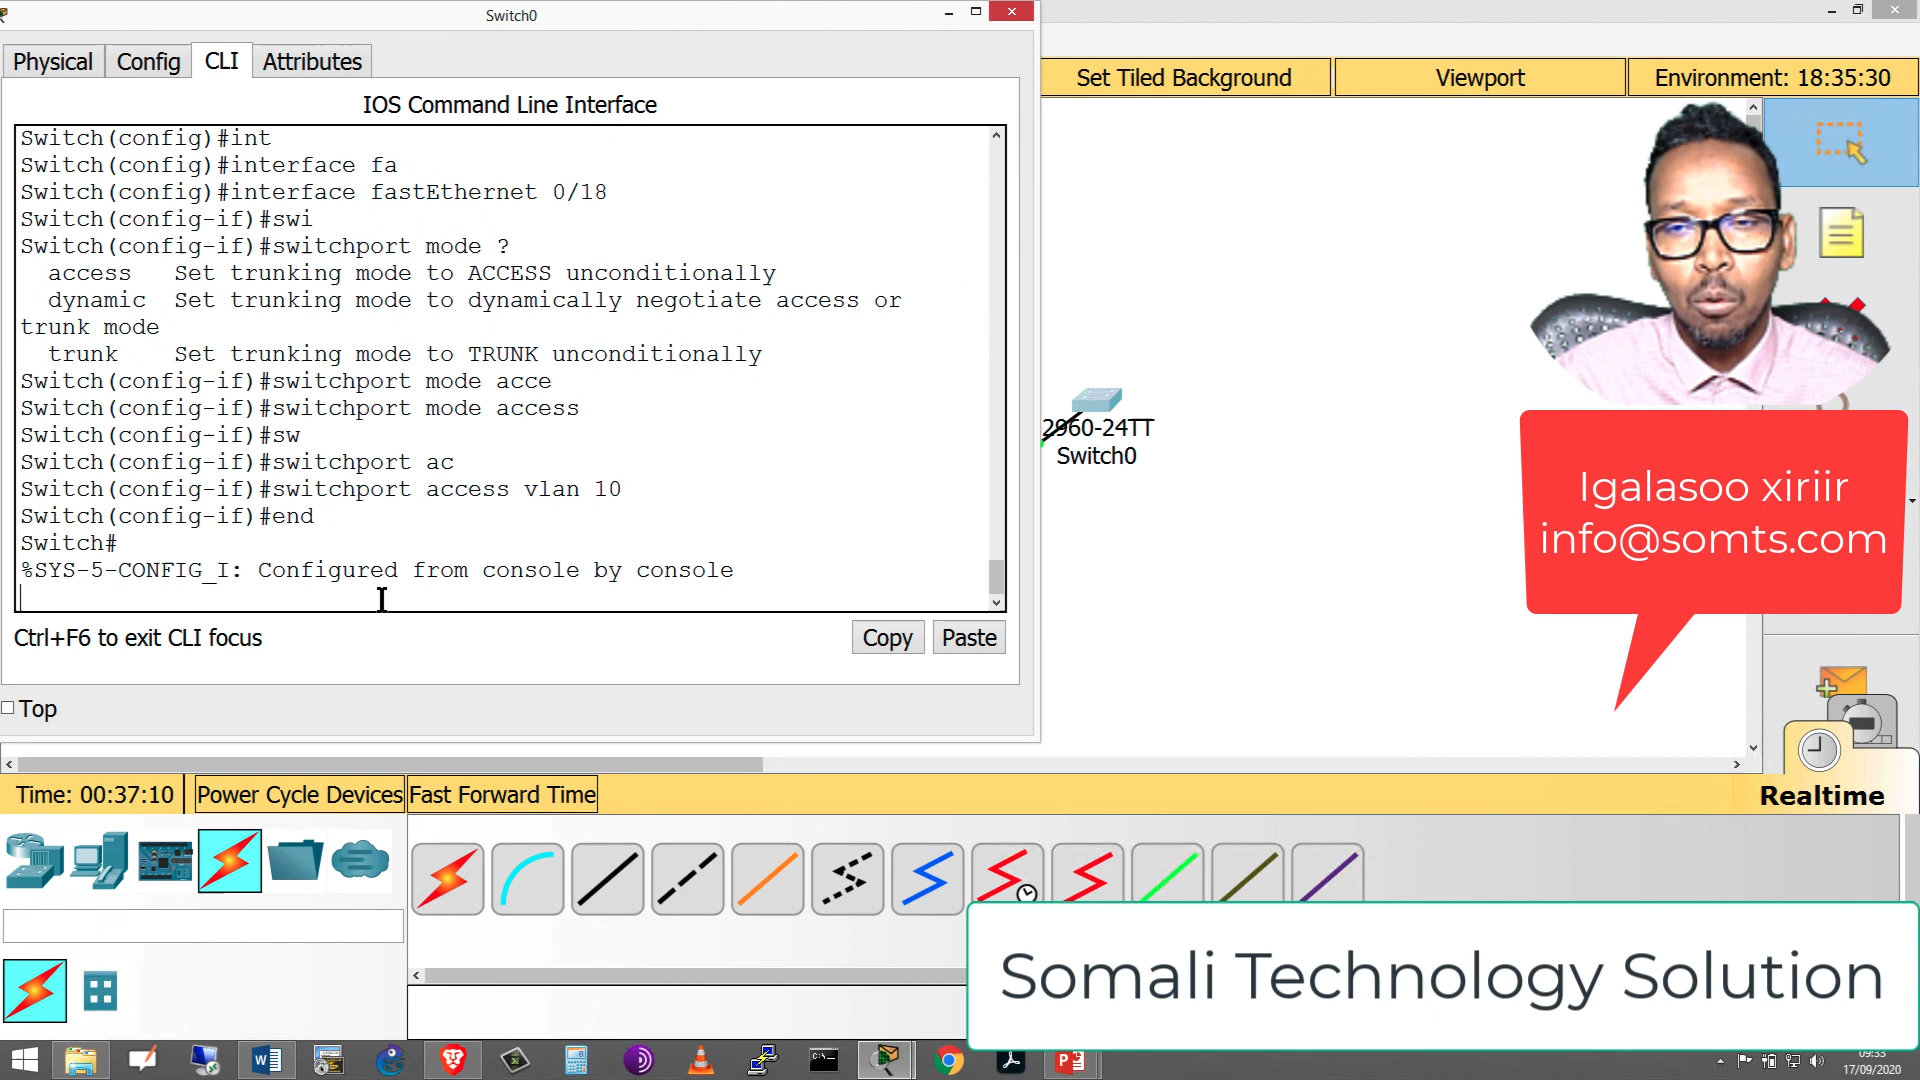 Switch0
Physical
Config
CLI
Attributes
IOS Command Line Interface
Switch(config)#int
Switch(config)#interface fa
Switch(config)#interface fastEthernet 0/18
Switch(config-if)#swi
Switch(config-if)#switchport mode ?
access Set trunking mode to ACCESS unconditionally
dynamic Set trunking mode to dynamically negotiate access or
trunk mode
trunk Set trunking mode to TRUNK unconditionally
Switch(config-if)#switchport mode acce
Switch(config-if)#switchport mode access
Switch(config-if)#sw
Switch(config-if)#switchport ac
Switch(config-if)#switchport access vlan 10
Switch(config-if)#end
Switch#
%SYS-5-CONFIG_I: Configured from console by console
Ctrl+F6 to exit CLI focus
Copy
Paste
Top
Set Tiled Background
Viewport
Environment: 18:35:30
2960-24TT
Switch0
Igalasoo xiriir
info@somts.com
Time: 00:37:10
Power Cycle Devices
Fast Forward Time
Realtime
Somali Technology Solution
09:33
17/09/2020